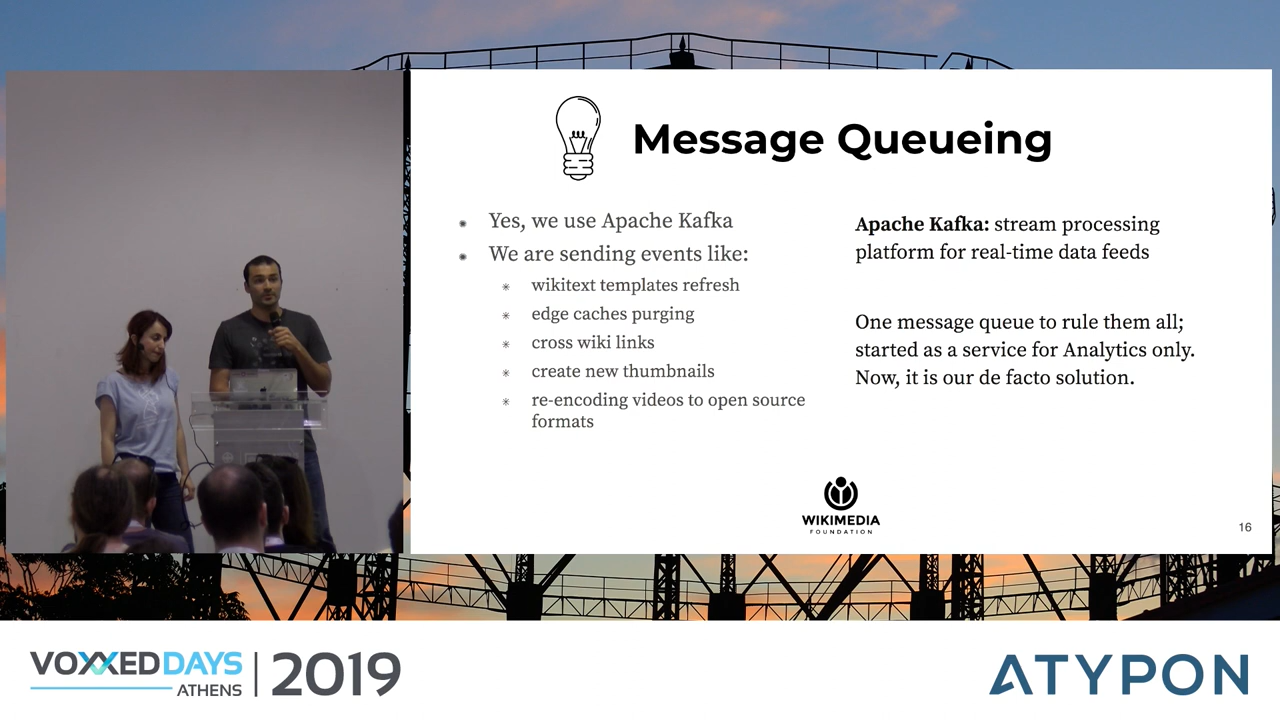 Message Queueing
Yes, we use Apache Kafka
We are sending events like:
wikitext templates refresh
edge caches purging
cross wiki links
create new thumbnails
re-encoding videos to open source
formats
Apache Kafka: stream processing
platform for real-time data feeds
One message queue to rule them all;
started as a service for Analytics only.
Now, it is our de facto solution.
WIKIMEDIA
FOUNDATION
16
VOXXED DAYS
ATHENS
2019
ATYPON